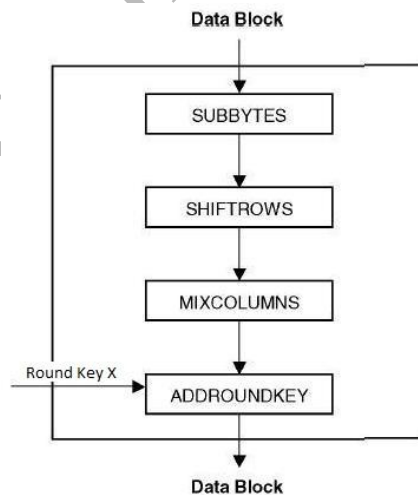 Data Block
SUBBYTES
SHIFTROWS
MIXCOLUMNS
Round Key X
ADDROUNDKEY
Data Block